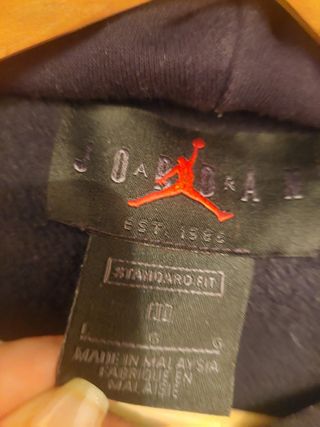 JORDAN
EST. 1985
STANDARD FIT
L G G
MADE IN MALAYSIA
FABRIQUÉ EN
MALAISIE